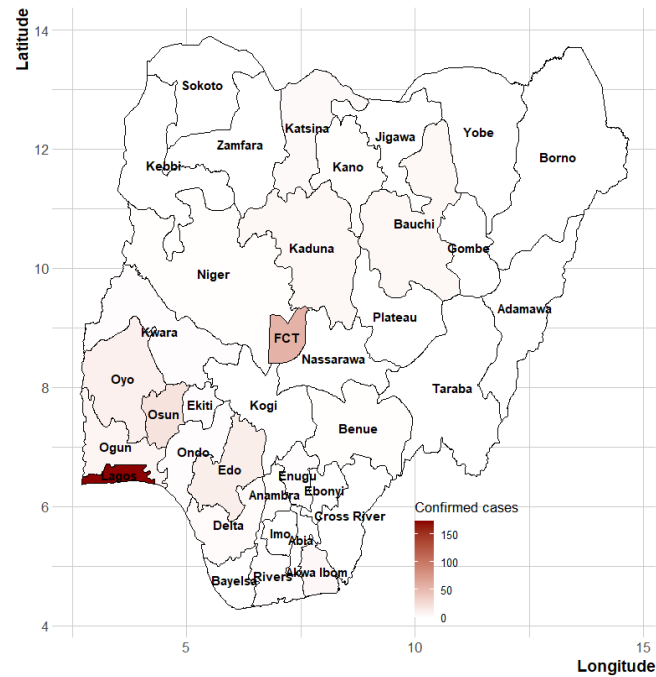 Latitude
14
12
10
8
6
4
Sokoto
Katsina
Zamfara
Kebbi
Kano
Jigawa
Yobe
Borno
Bauchi
Gombe
Kaduna
Niger
Adamawa
Plateau
Kwara
FCT
Nassarawa
Taraba
Oyo
Osun
Ekiti
Kogi
Benue
Ogun
Ondo
Edo
Lagos
Enugu
Anambra
Ebonyi
Cross River
Delta
Imo
Abia
Bayelsa
Rivers
Akwa Ibom
Confirmed cases
150
100
50
0
5
10
15
Longitude